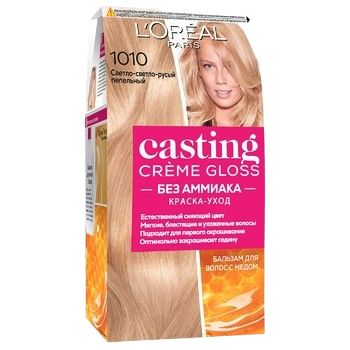 L'ORÉAL
PARIS
1010
Светло-светло-русый
пепельный
casting
CRÈME GLOSS
БЕЗ АММИАКА
КРАСКА-УХОД
Естественный сияющий цвет
Мягкие, блестящие и ухоженные волосы
Подходит для первого окрашивания
Оптимально закрашивает седину
БАЛЬЗАМ ДЛЯ
ВОЛОС С МЕДОМ